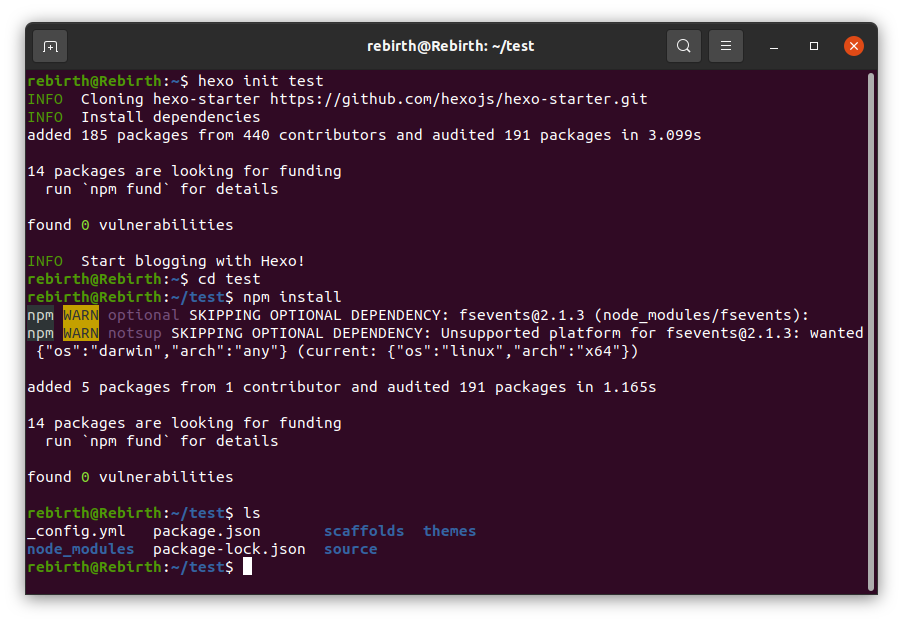 rebirth@Rebirth: ~/test
rebirth@Rebirth:~$ hexo init test
INFO  Cloning hexo-starter https://github.com/hexojs/hexo-starter.git
INFO  Install dependencies
added 185 packages from 440 contributors and audited 191 packages in 3.099s
14 packages are looking for funding
  run `npm fund` for details
found 0 vulnerabilities
INFO  Start blogging with Hexo!
rebirth@Rebirth:~$ cd test
rebirth@Rebirth:~/test$ npm install
npm WARN optional SKIPPING OPTIONAL DEPENDENCY: fsevents@2.1.3 (node_modules/fsevents):
npm WARN notsup SKIPPING OPTIONAL DEPENDENCY: Unsupported platform for fsevents@2.1.3: wanted
 {"os":"darwin","arch":"any"} (current: {"os":"linux","arch":"x64"})
added 5 packages from 1 contributor and audited 191 packages in 1.165s
14 packages are looking for funding
  run `npm fund` for details
found 0 vulnerabilities
rebirth@Rebirth:~/test$ ls
_config.yml   package.json       scaffolds  themes
node_modules  package-lock.json  source
rebirth@Rebirth:~/test$